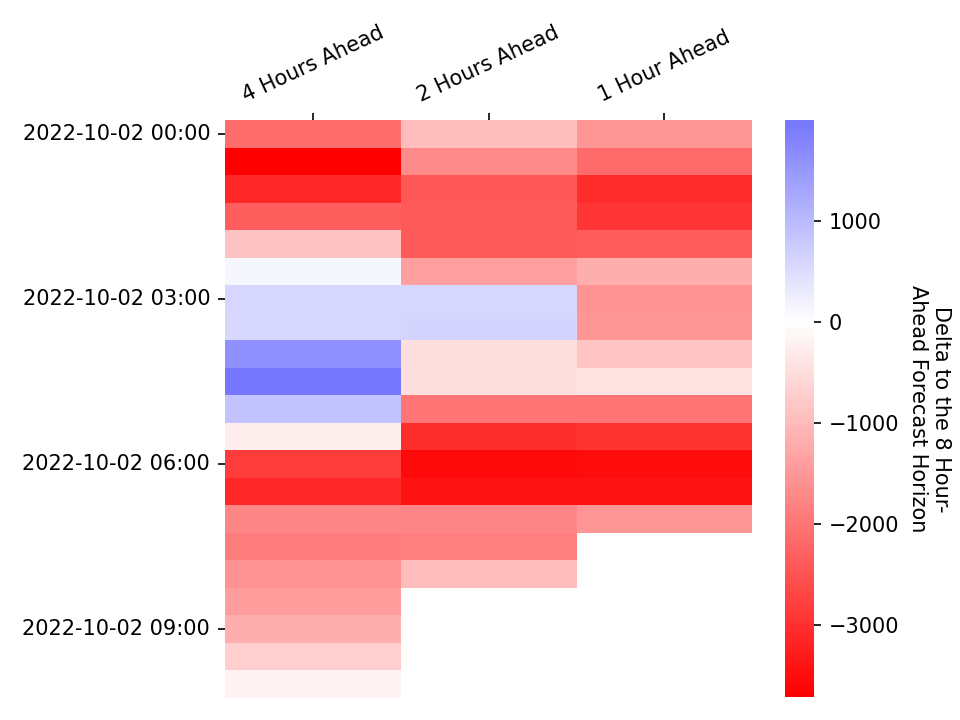 4 Hours Ahead
2 Hours Ahead
1 Hour Ahead
2022-10-02 00:00
2022-10-02 03:00
2022-10-02 06:00
2022-10-02 09:00
1000
0
−1000
−2000
−3000
Delta to the 8 Hour-
Ahead Forecast Horizon